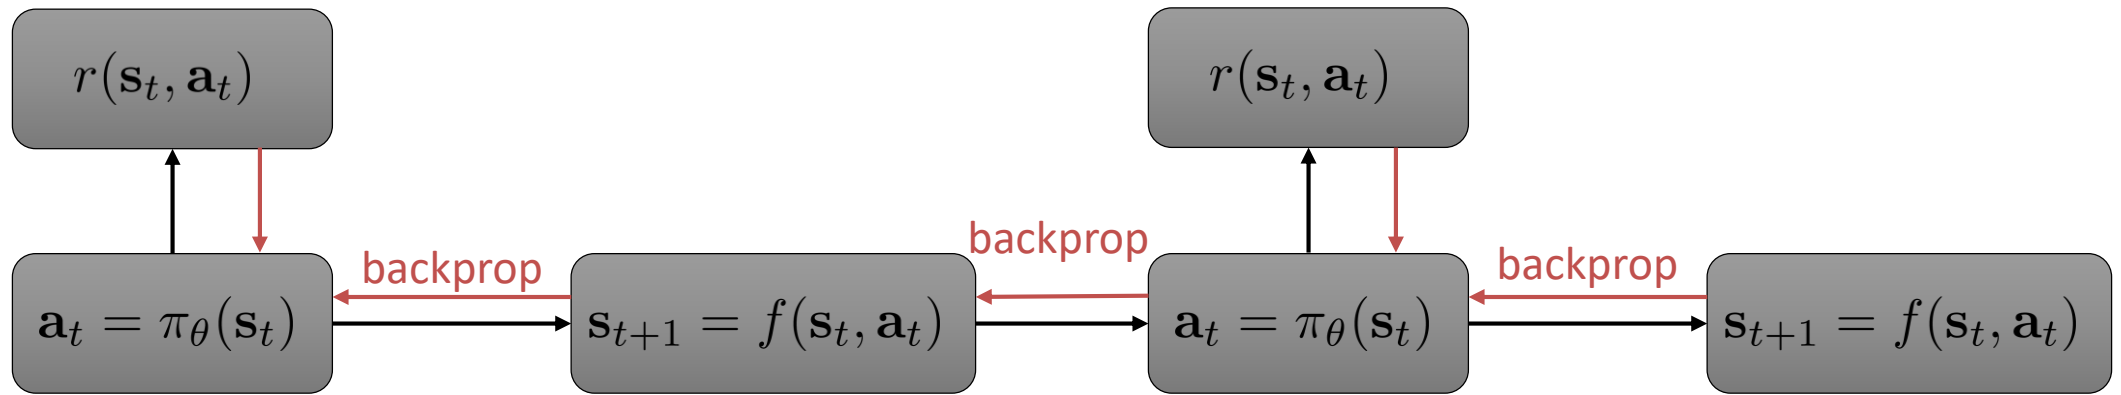 r(s_t, a_t)
r(s_t, a_t)
backprop
backprop
backprop
a_t = π_θ(s_t)
s_{t+1} = f(s_t, a_t)
a_t = π_θ(s_t)
s_{t+1} = f(s_t, a_t)